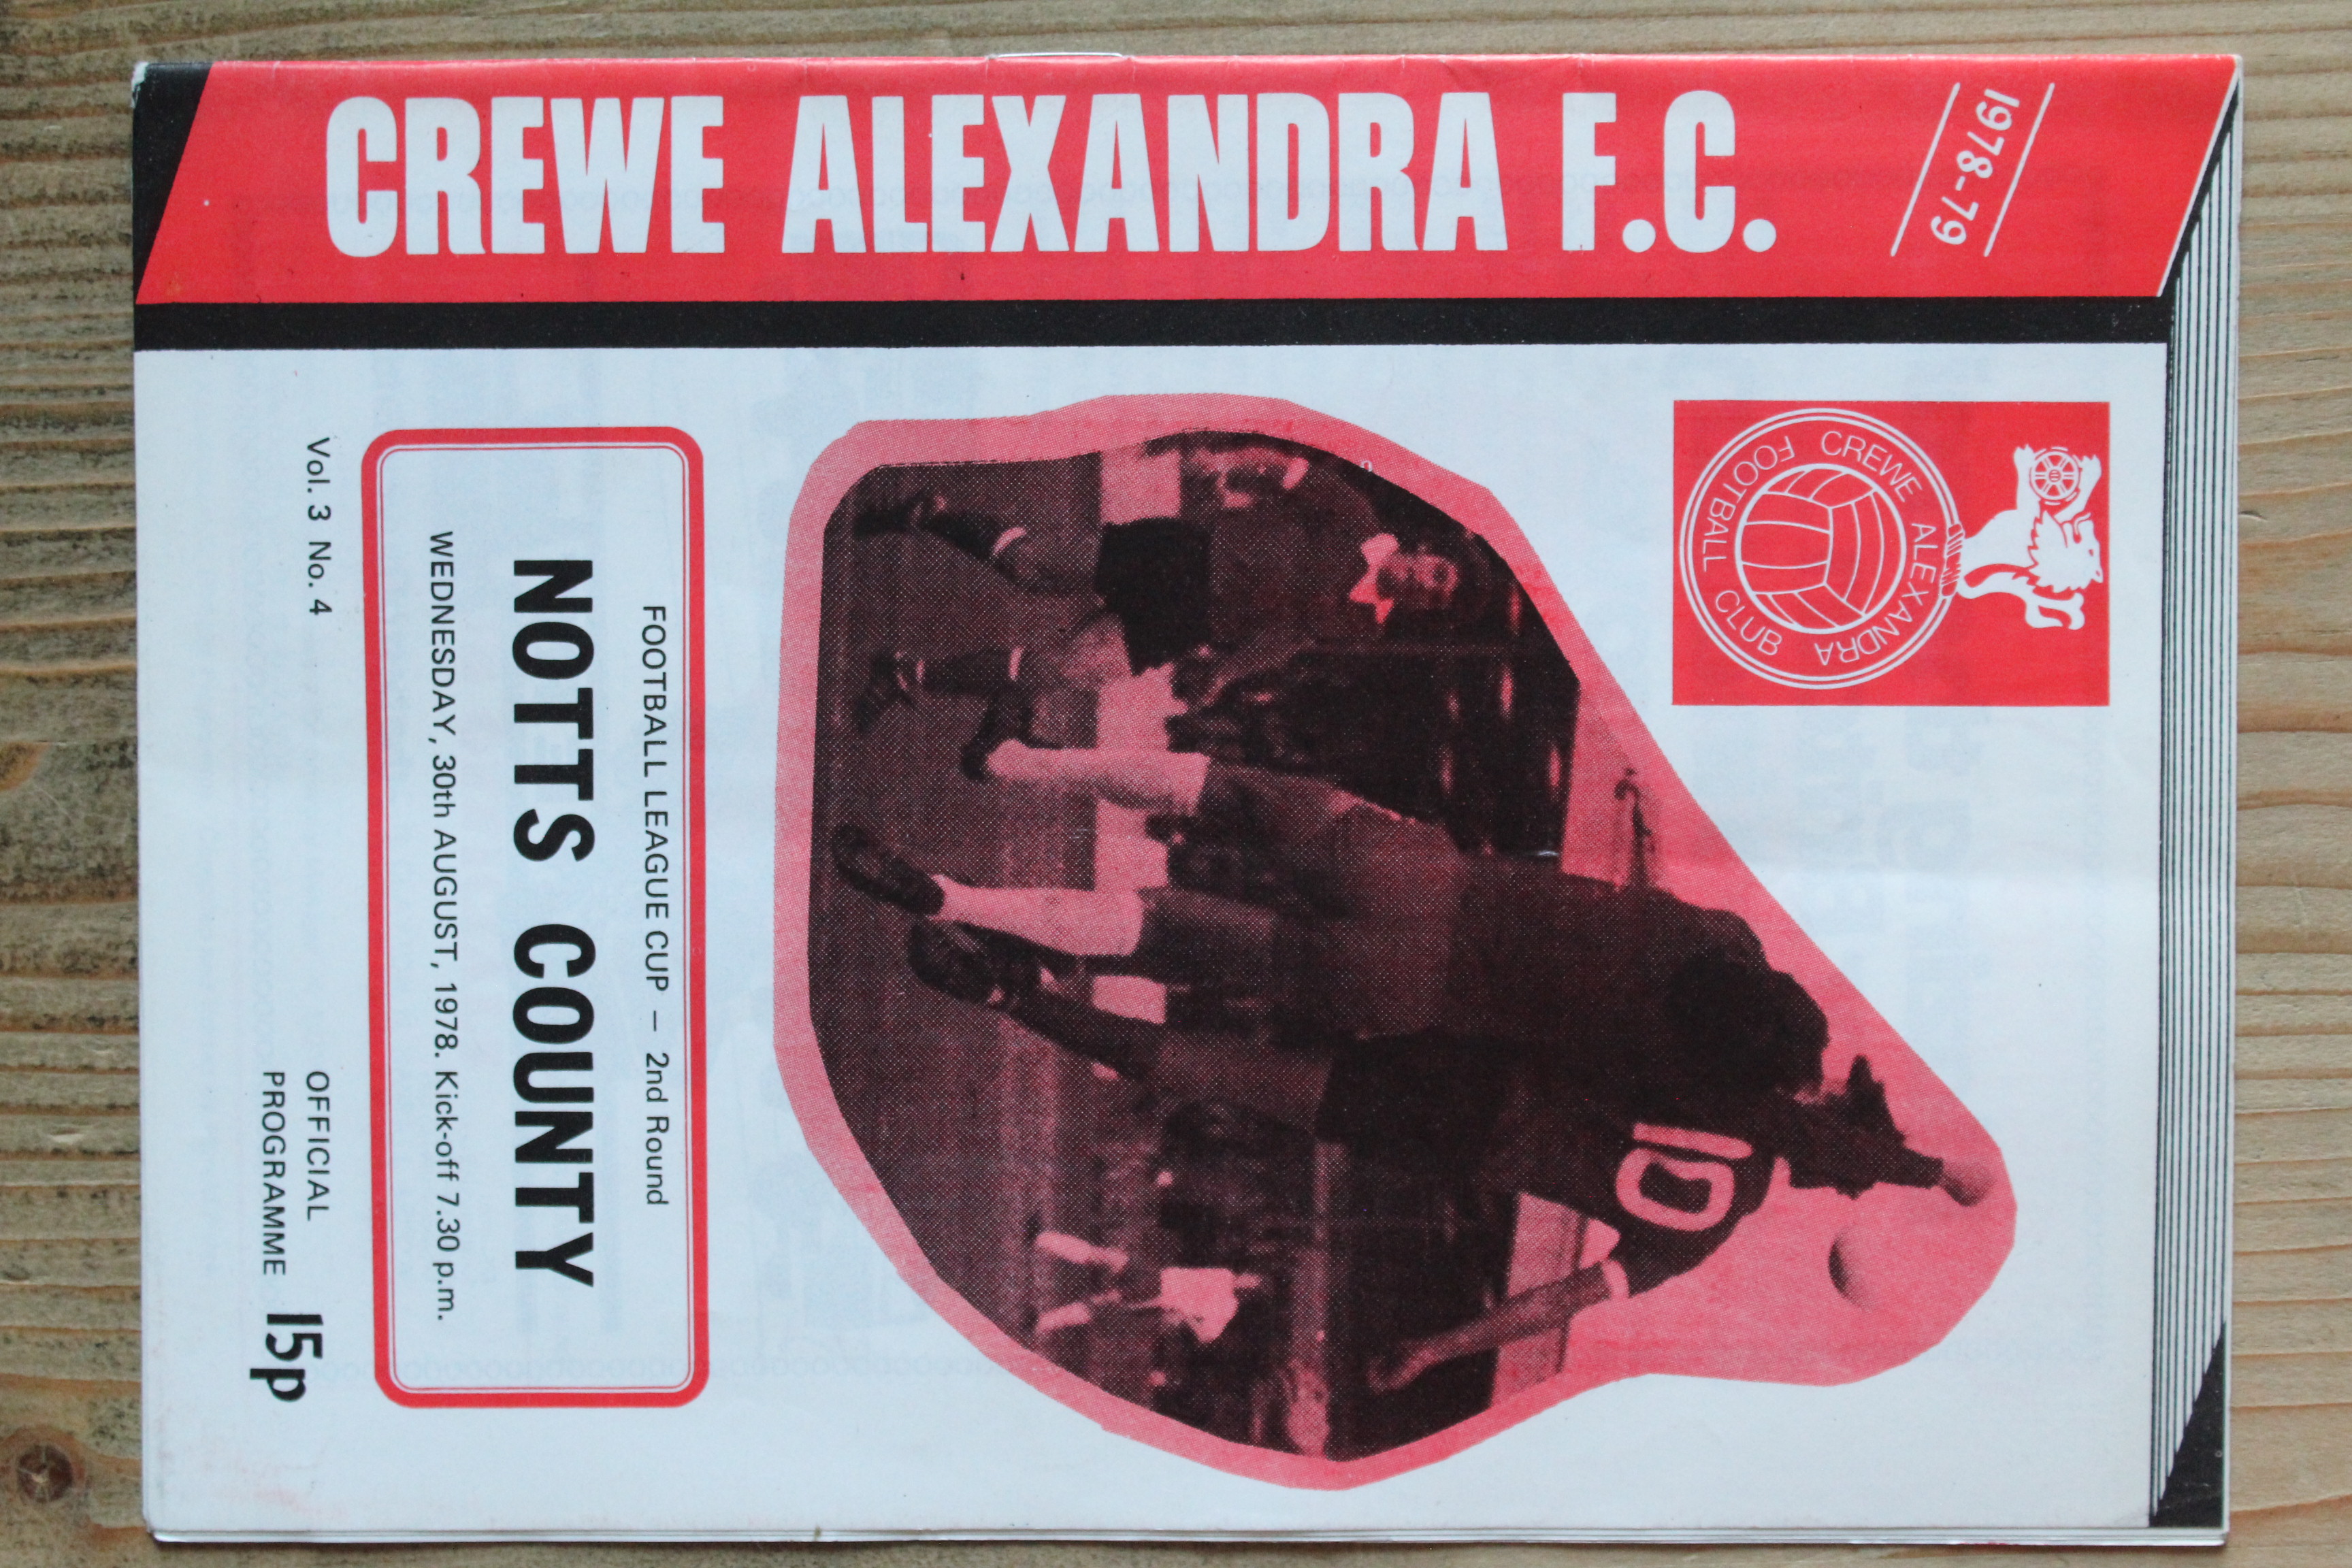 CREWE ALEXANDRA F.C.
1978-79
CREWE ALEXANDRA
FOOTBALL CLUB
10
FOOTBALL LEAGUE CUP – 2nd Round
NOTTS COUNTY
WEDNESDAY, 30th AUGUST, 1978. Kick-off 7.30 p.m.
Vol. 3 No. 4
OFFICIAL
PROGRAMME 15p